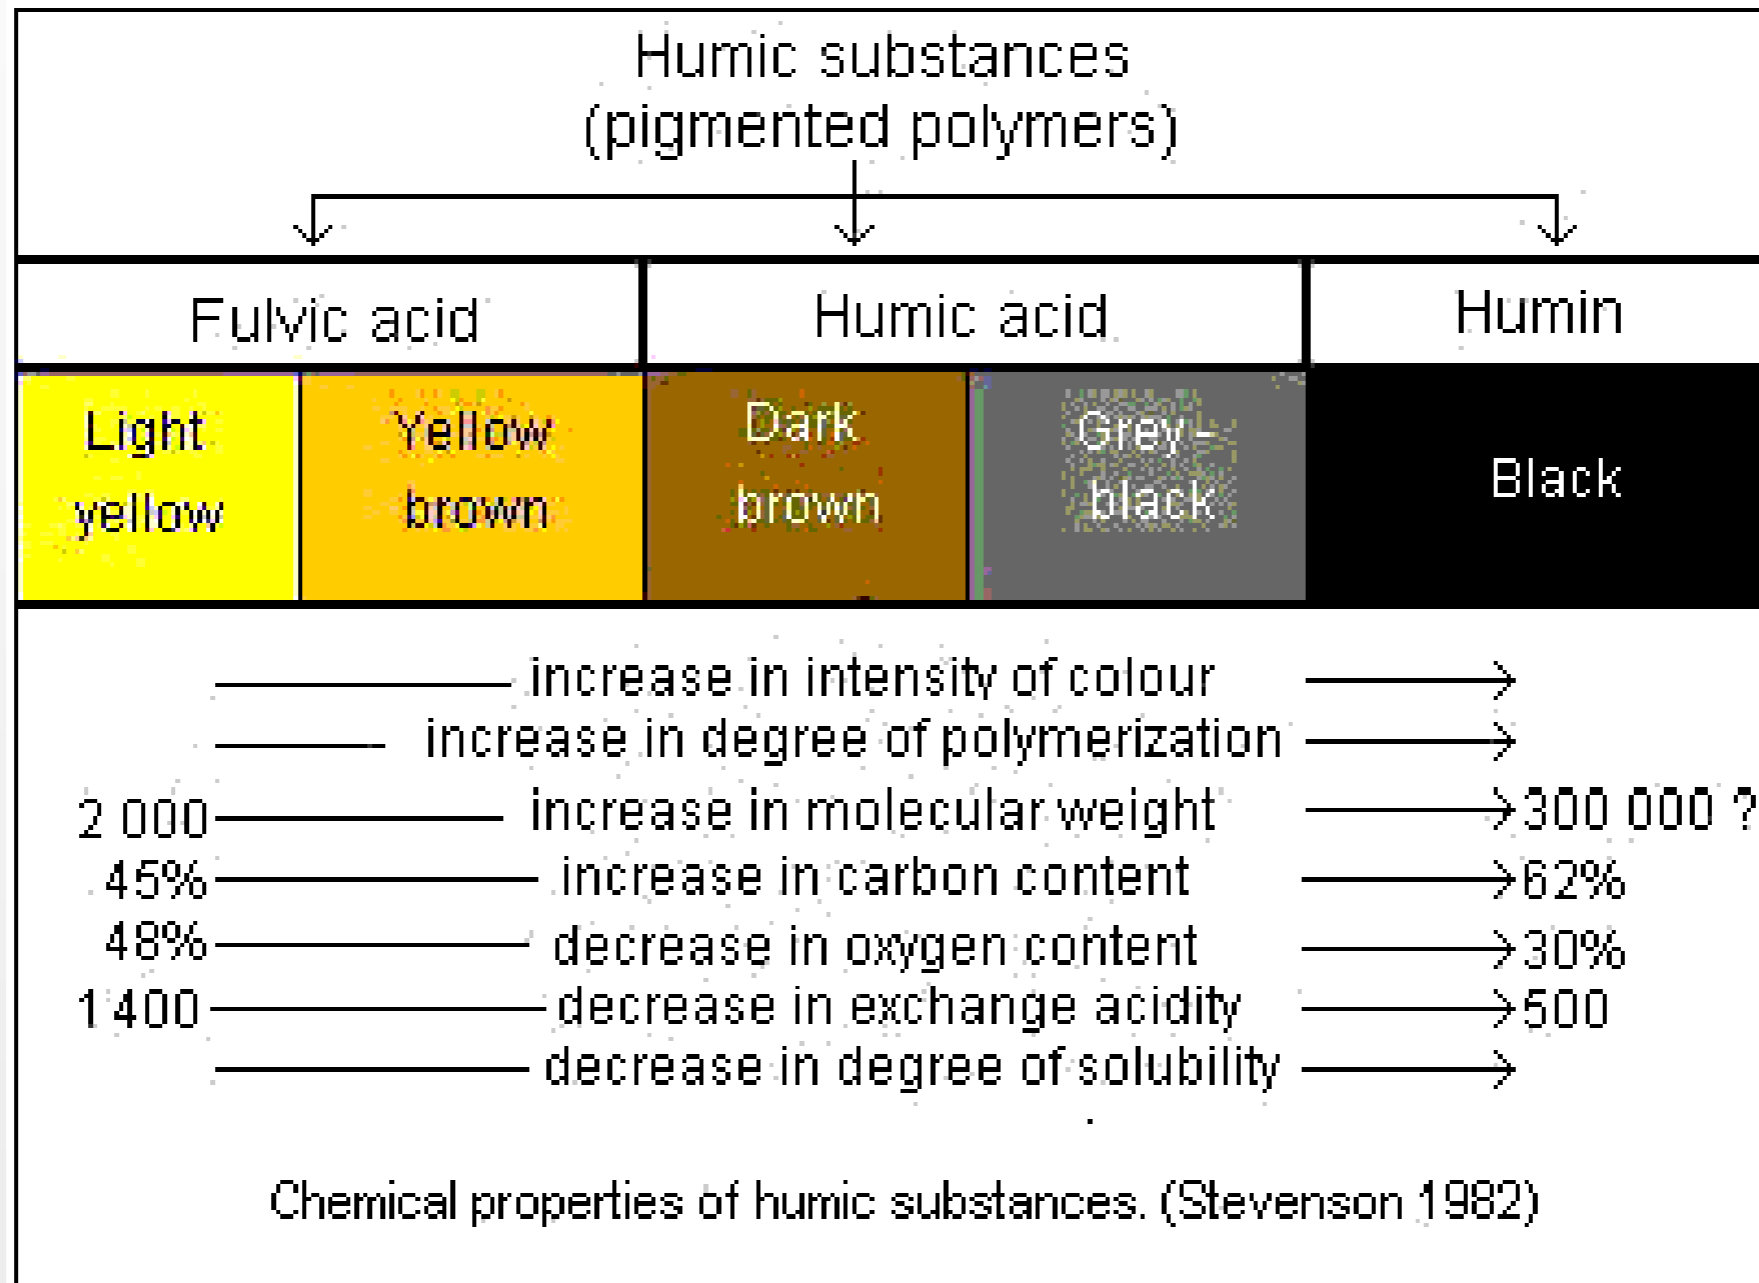 Humic substances
(pigmented polymers)
Fulvic acid Humic acid Humin
Light yellow Yellow brown Dark brown Grey-black Black
increase in intensity of colour
increase in degree of polymerization
2 000 increase in molecular weight 300 000 ?
45% increase in carbon content 62%
48% decrease in oxygen content 30%
1 400 decrease in exchange acidity 500
decrease in degree of solubility
Chemical properties of humic substances. (Stevenson 1982)